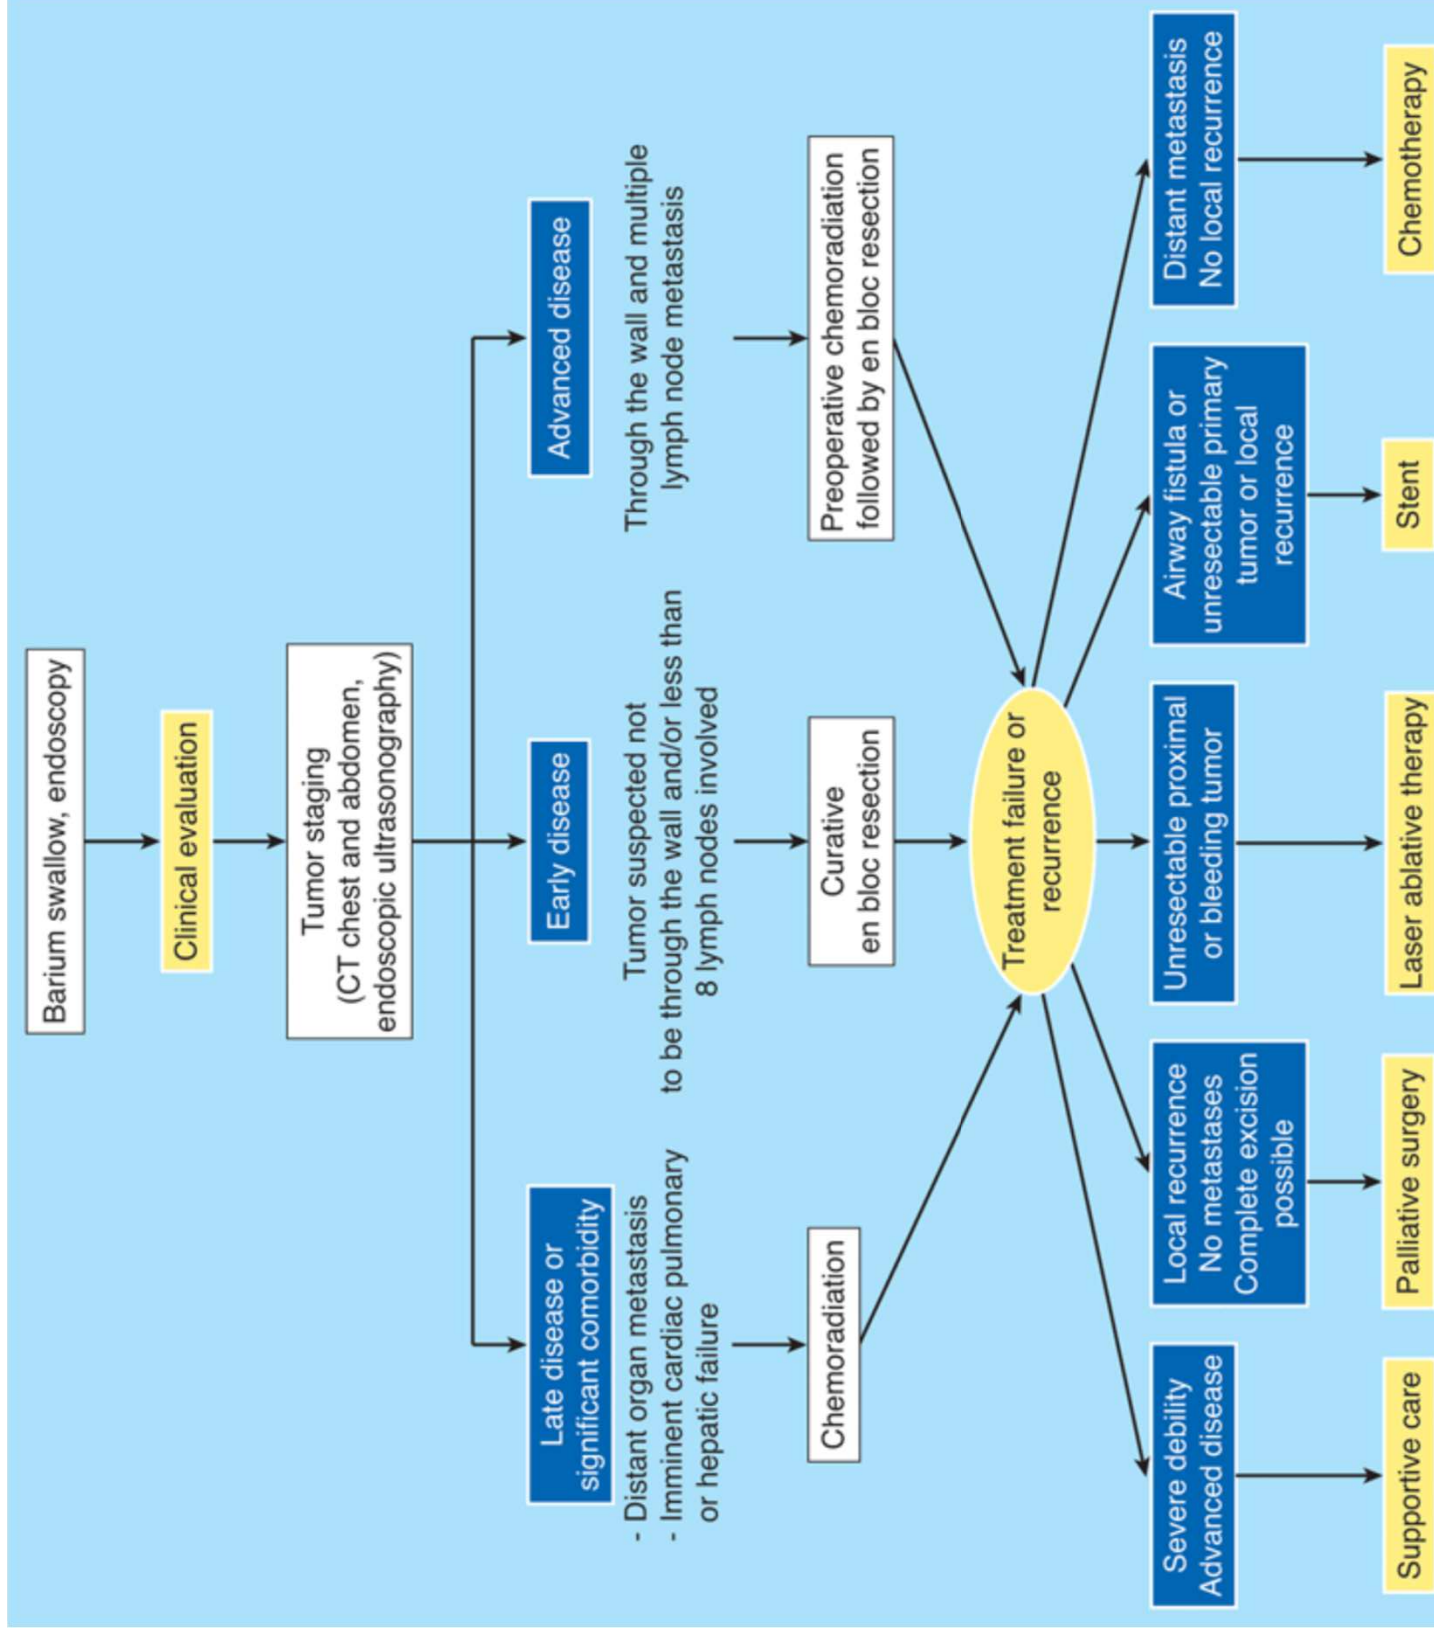 Barium swallow, endoscopy
Clinical evaluation
Tumor staging
(CT chest and abdomen,
endoscopic ultrasonography)
Late disease or
significant comorbidity
- Distant organ metastasis
- Imminent cardiac pulmonary
or hepatic failure
Chemoradiation
Early disease
Tumor suspected not
to be through the wall and/or less than
8 lymph nodes involved
Curative
en bloc resection
Advanced disease
Through the wall and multiple
lymph node metastasis
Preoperative chemoradiation
followed by en bloc resection
Treatment failure or
recurrence
Severe debility
Advanced disease
Supportive care
Local recurrence
No metastases
Complete excision
possible
Palliative surgery
Unresectable proximal
or bleeding tumor
Laser ablative therapy
Airway fistula or
unresectable primary
tumor or local
recurrence
Stent
Distant metastasis
No local recurrence
Chemotherapy